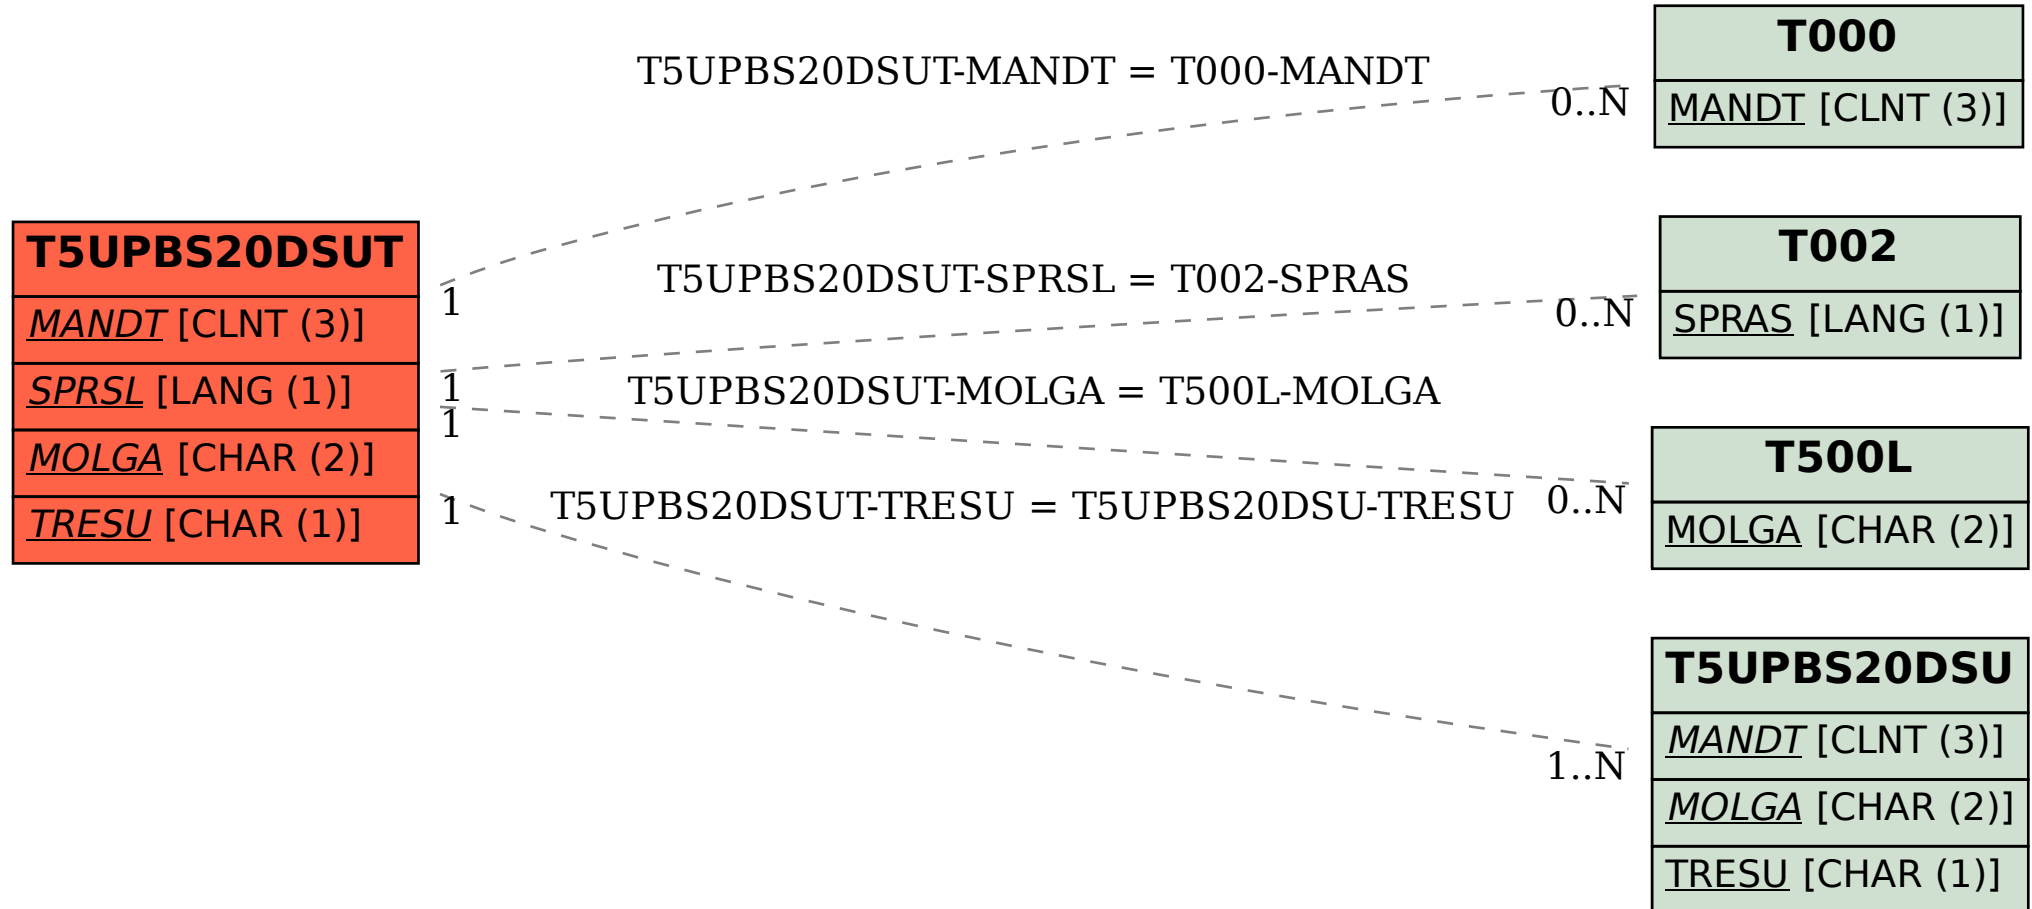 T5UPBS20DSUT
MANDT [CLNT (3)]
SPRSL [LANG (1)]
MOLGA [CHAR (2)]
TRESU [CHAR (1)]
T5UPBS20DSUT-MANDT = T000-MANDT
0..N
1
T5UPBS20DSUT-SPRSL = T002-SPRAS
0..N
1
T5UPBS20DSUT-MOLGA = T500L-MOLGA
1
0..N
T5UPBS20DSUT-TRESU = T5UPBS20DSU-TRESU
1
1..N
T000
MANDT [CLNT (3)]
T002
SPRAS [LANG (1)]
T500L
MOLGA [CHAR (2)]
T5UPBS20DSU
MANDT [CLNT (3)]
MOLGA [CHAR (2)]
TRESU [CHAR (1)]